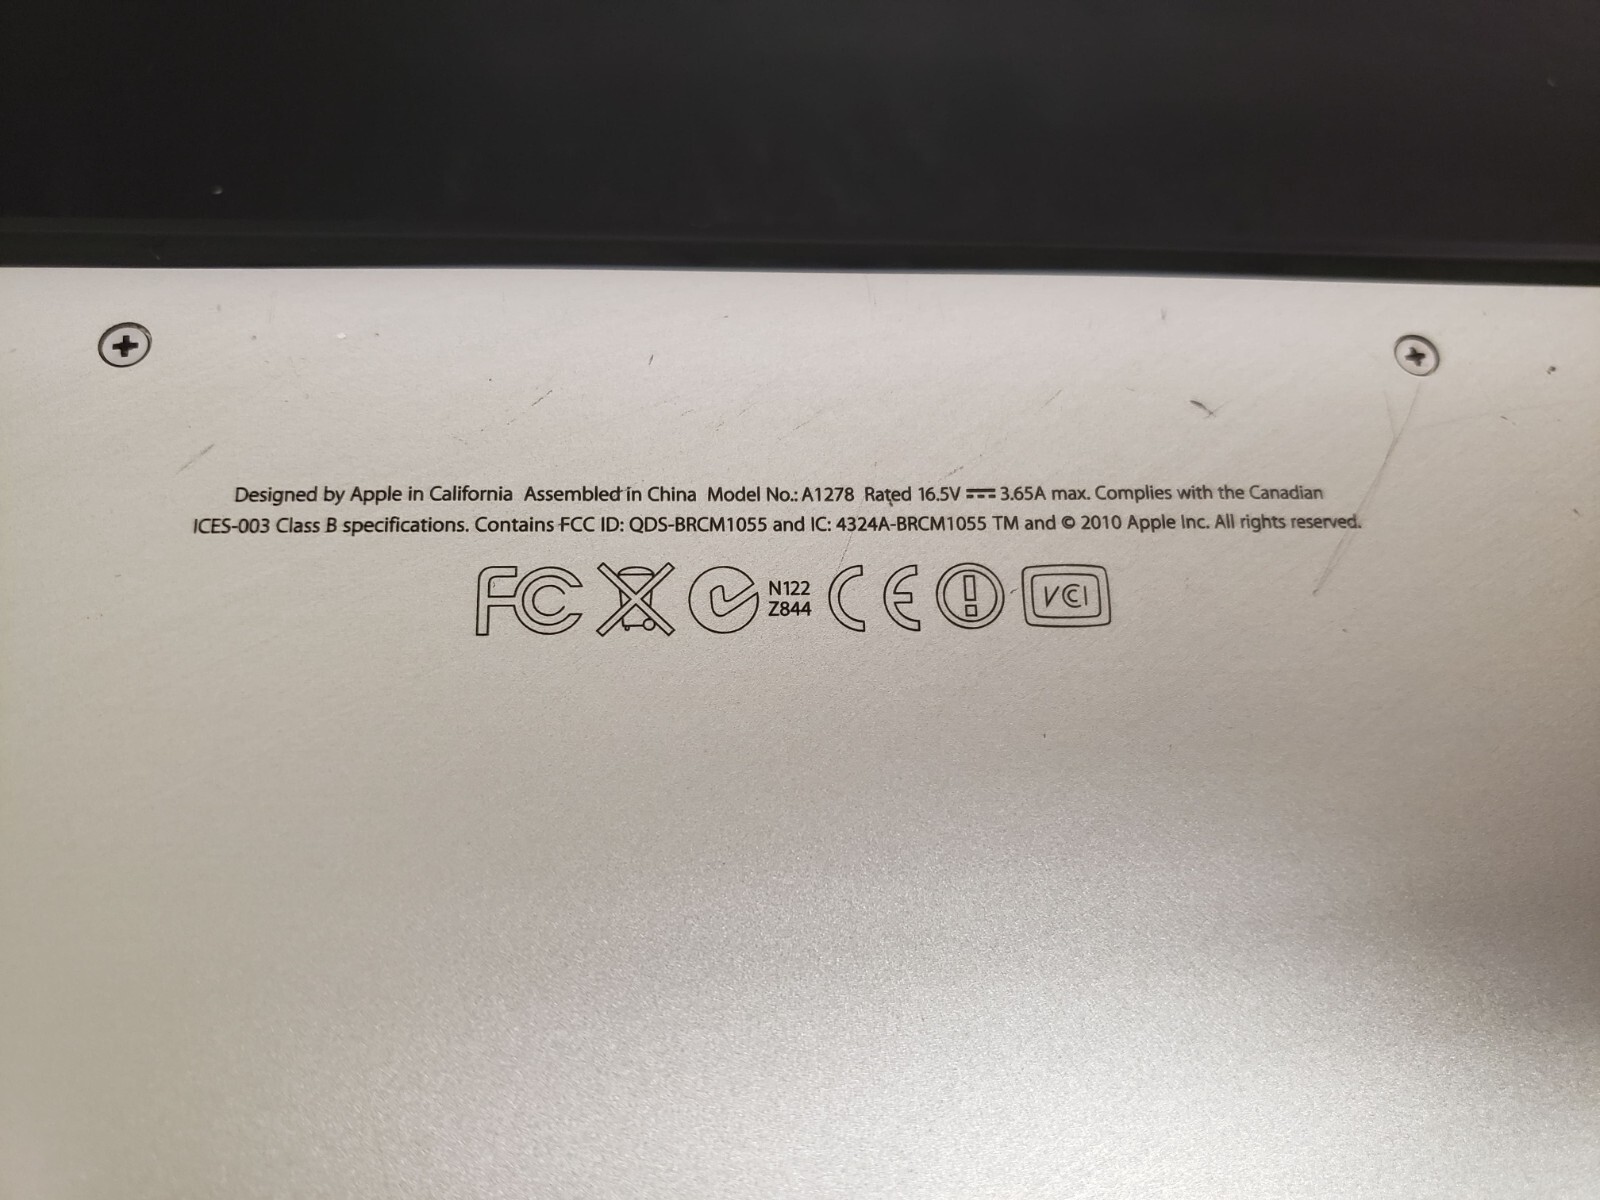 Designed by Apple in California Assembled in China Model No.: A1278 Rated 16.5V ⎓ 3.65A max. Complies with the Canadian
ICES-003 Class B specifications. Contains FCC ID: QDS-BRCM1055 and IC: 4324A-BRCM1055 TM and © 2010 Apple Inc. All rights reserved.
FC N122 CE VCCI
Z844